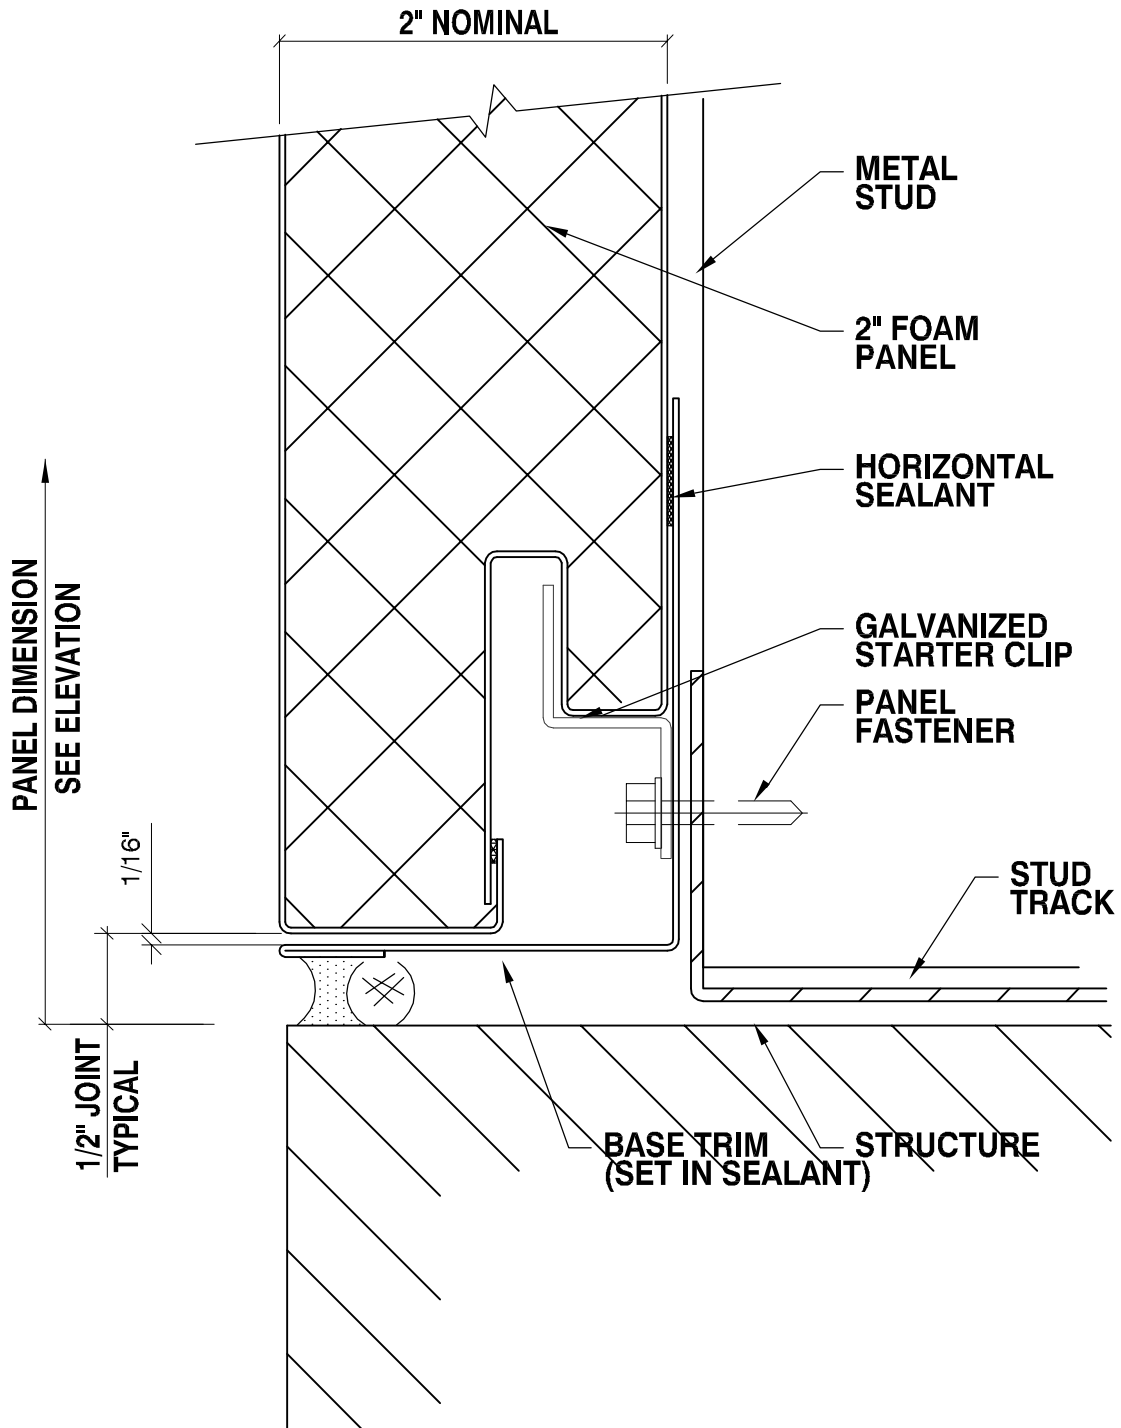 2" NOMINAL
METAL
STUD
2" FOAM
PANEL
HORIZONTAL
SEALANT
GALVANIZED
STARTER CLIP
PANEL
FASTENER
STUD
TRACK
PANEL DIMENSION
SEE ELEVATION
1/16"
1/2" JOINT
TYPICAL
BASE TRIM
(SET IN SEALANT)
STRUCTURE